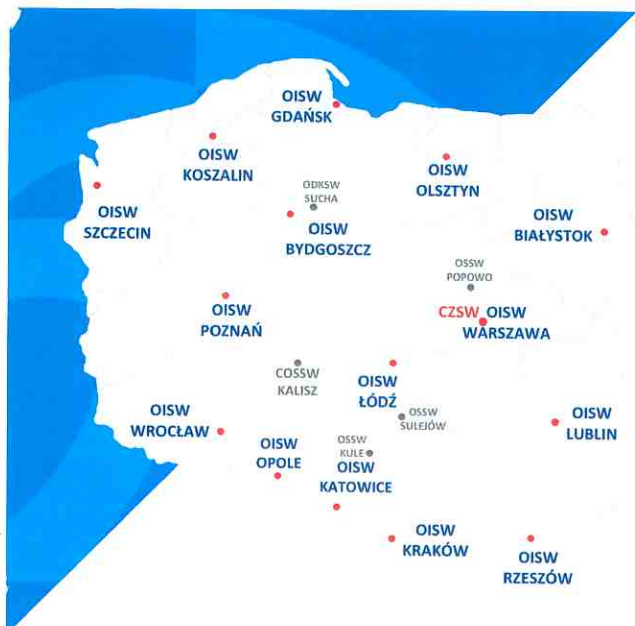 OISW
GDAŃSK
OISW
KOSZALIN
OISW
OLSZTYN
ODKSW
SUCHA
OISW
SZCZECIN
OISW
BYDGOSZCZ
OISW
BIAŁYSTOK
OSSW
POPOWO
OISW
POZNAŃ
CZSW OISW
WARSZAWA
COSSW
KALISZ
OISW
ŁÓDŹ
OISW
WROCŁAW
OSSW
SULEJÓW
OISW
LUBLIN
OSSW
KULE
OISW
OPOLE
OISW
KATOWICE
OISW
KRAKÓW
OISW
RZESZÓW